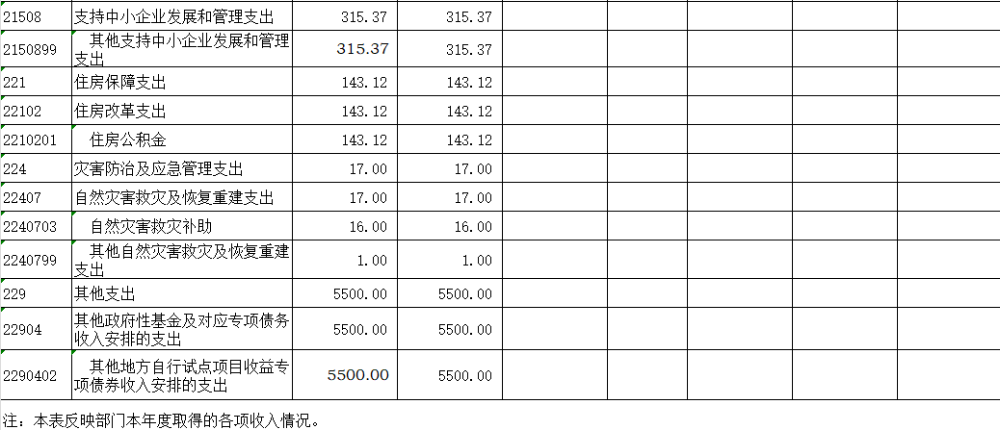 21508 支持中小企业发展和管理支出 315.37 315.37
2150899 其他支持中小企业发展和管理
支出 315.37 315.37
221 住房保障支出 143.12 143.12
22102 住房改革支出 143.12 143.12
2210201 住房公积金 143.12 143.12
224 灾害防治及应急管理支出 17.00 17.00
22407 自然灾害救灾及恢复重建支出 17.00 17.00
2240703 自然灾害救灾补助 16.00 16.00
2240799 其他自然灾害救灾及恢复重建
支出 1.00 1.00
229 其他支出 5500.00 5500.00
22904 其他政府性基金及对应专项债务
收入安排的支出 5500.00 5500.00
2290402 其他地方自行试点项目收益专
项债券收入安排的支出 5500.00 5500.00
注：本表反映部门本年度取得的各项收入情况。